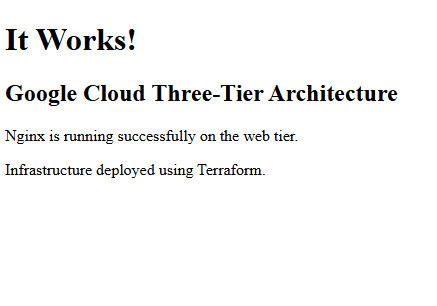 It Works!
Google Cloud Three-Tier Architecture
Nginx is running successfully on the web tier.
Infrastructure deployed using Terraform.